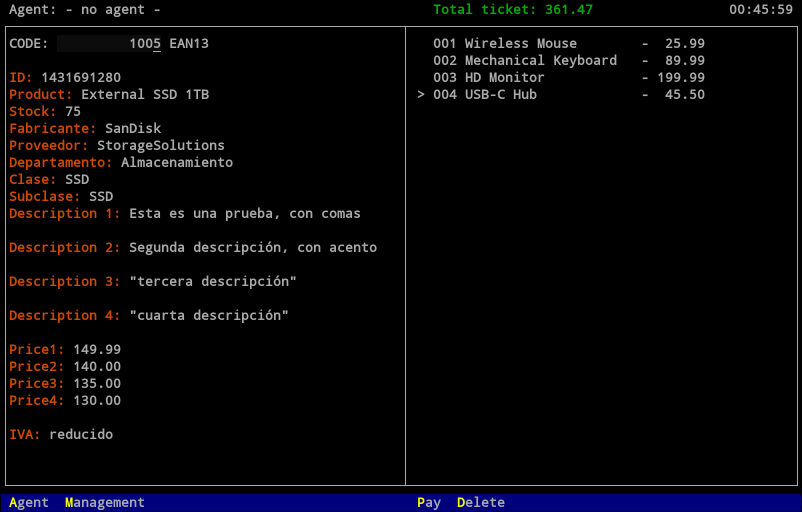 Agent: - no agent -
Total ticket: 361.47
00:45:59
CODE: 1005 EAN13
ID: 1431691280
Product: External SSD 1TB
Stock: 75
Fabricante: SanDisk
Proveedor: StorageSolutions
Departamento: Almacenamiento
Clase: SSD
Subclase: SSD
Description 1: Esta es una prueba, con comas
Description 2: Segunda descripción, con acento
Description 3: "tercera descripción"
Description 4: "cuarta descripción"
Price1: 149.99
Price2: 140.00
Price3: 135.00
Price4: 130.00
IVA: reducido
001 Wireless Mouse - 25.99
002 Mechanical Keyboard - 89.99
003 HD Monitor - 199.99
> 004 USB-C Hub - 45.50
Agent Management
Pay Delete